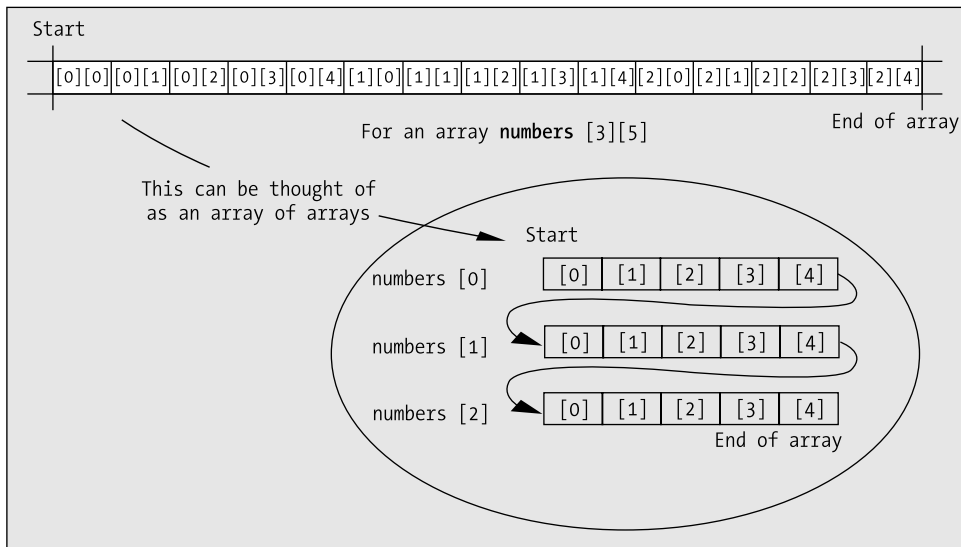 Start
[0][0] [0][1] [0][2] [0][3] [0][4] [1][0] [1][1] [1][2] [1][3] [1][4] [2][0] [2][1] [2][2] [2][3] [2][4]
End of array
For an array numbers [3][5]
This can be thought of
as an array of arrays
Start
numbers [0] [0] [1] [2] [3] [4]
numbers [1] [0] [1] [2] [3] [4]
numbers [2] [0] [1] [2] [3] [4]
End of array